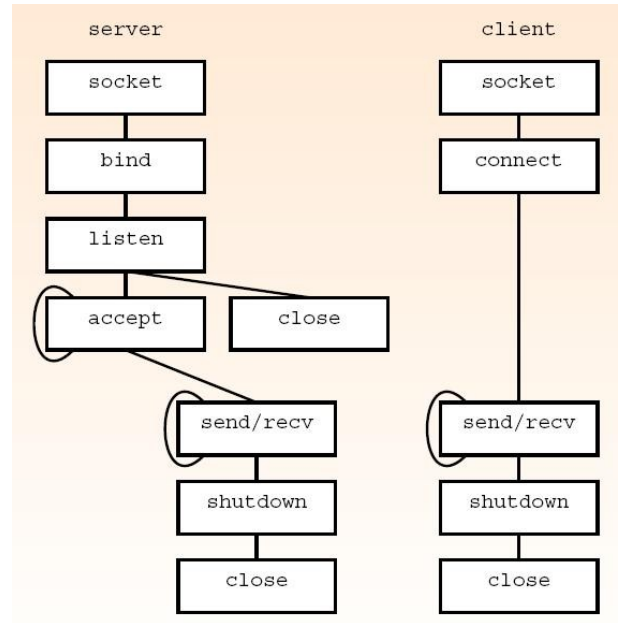 server
client
socket
socket
bind
connect
listen
accept
close
send/recv
send/recv
shutdown
shutdown
close
close